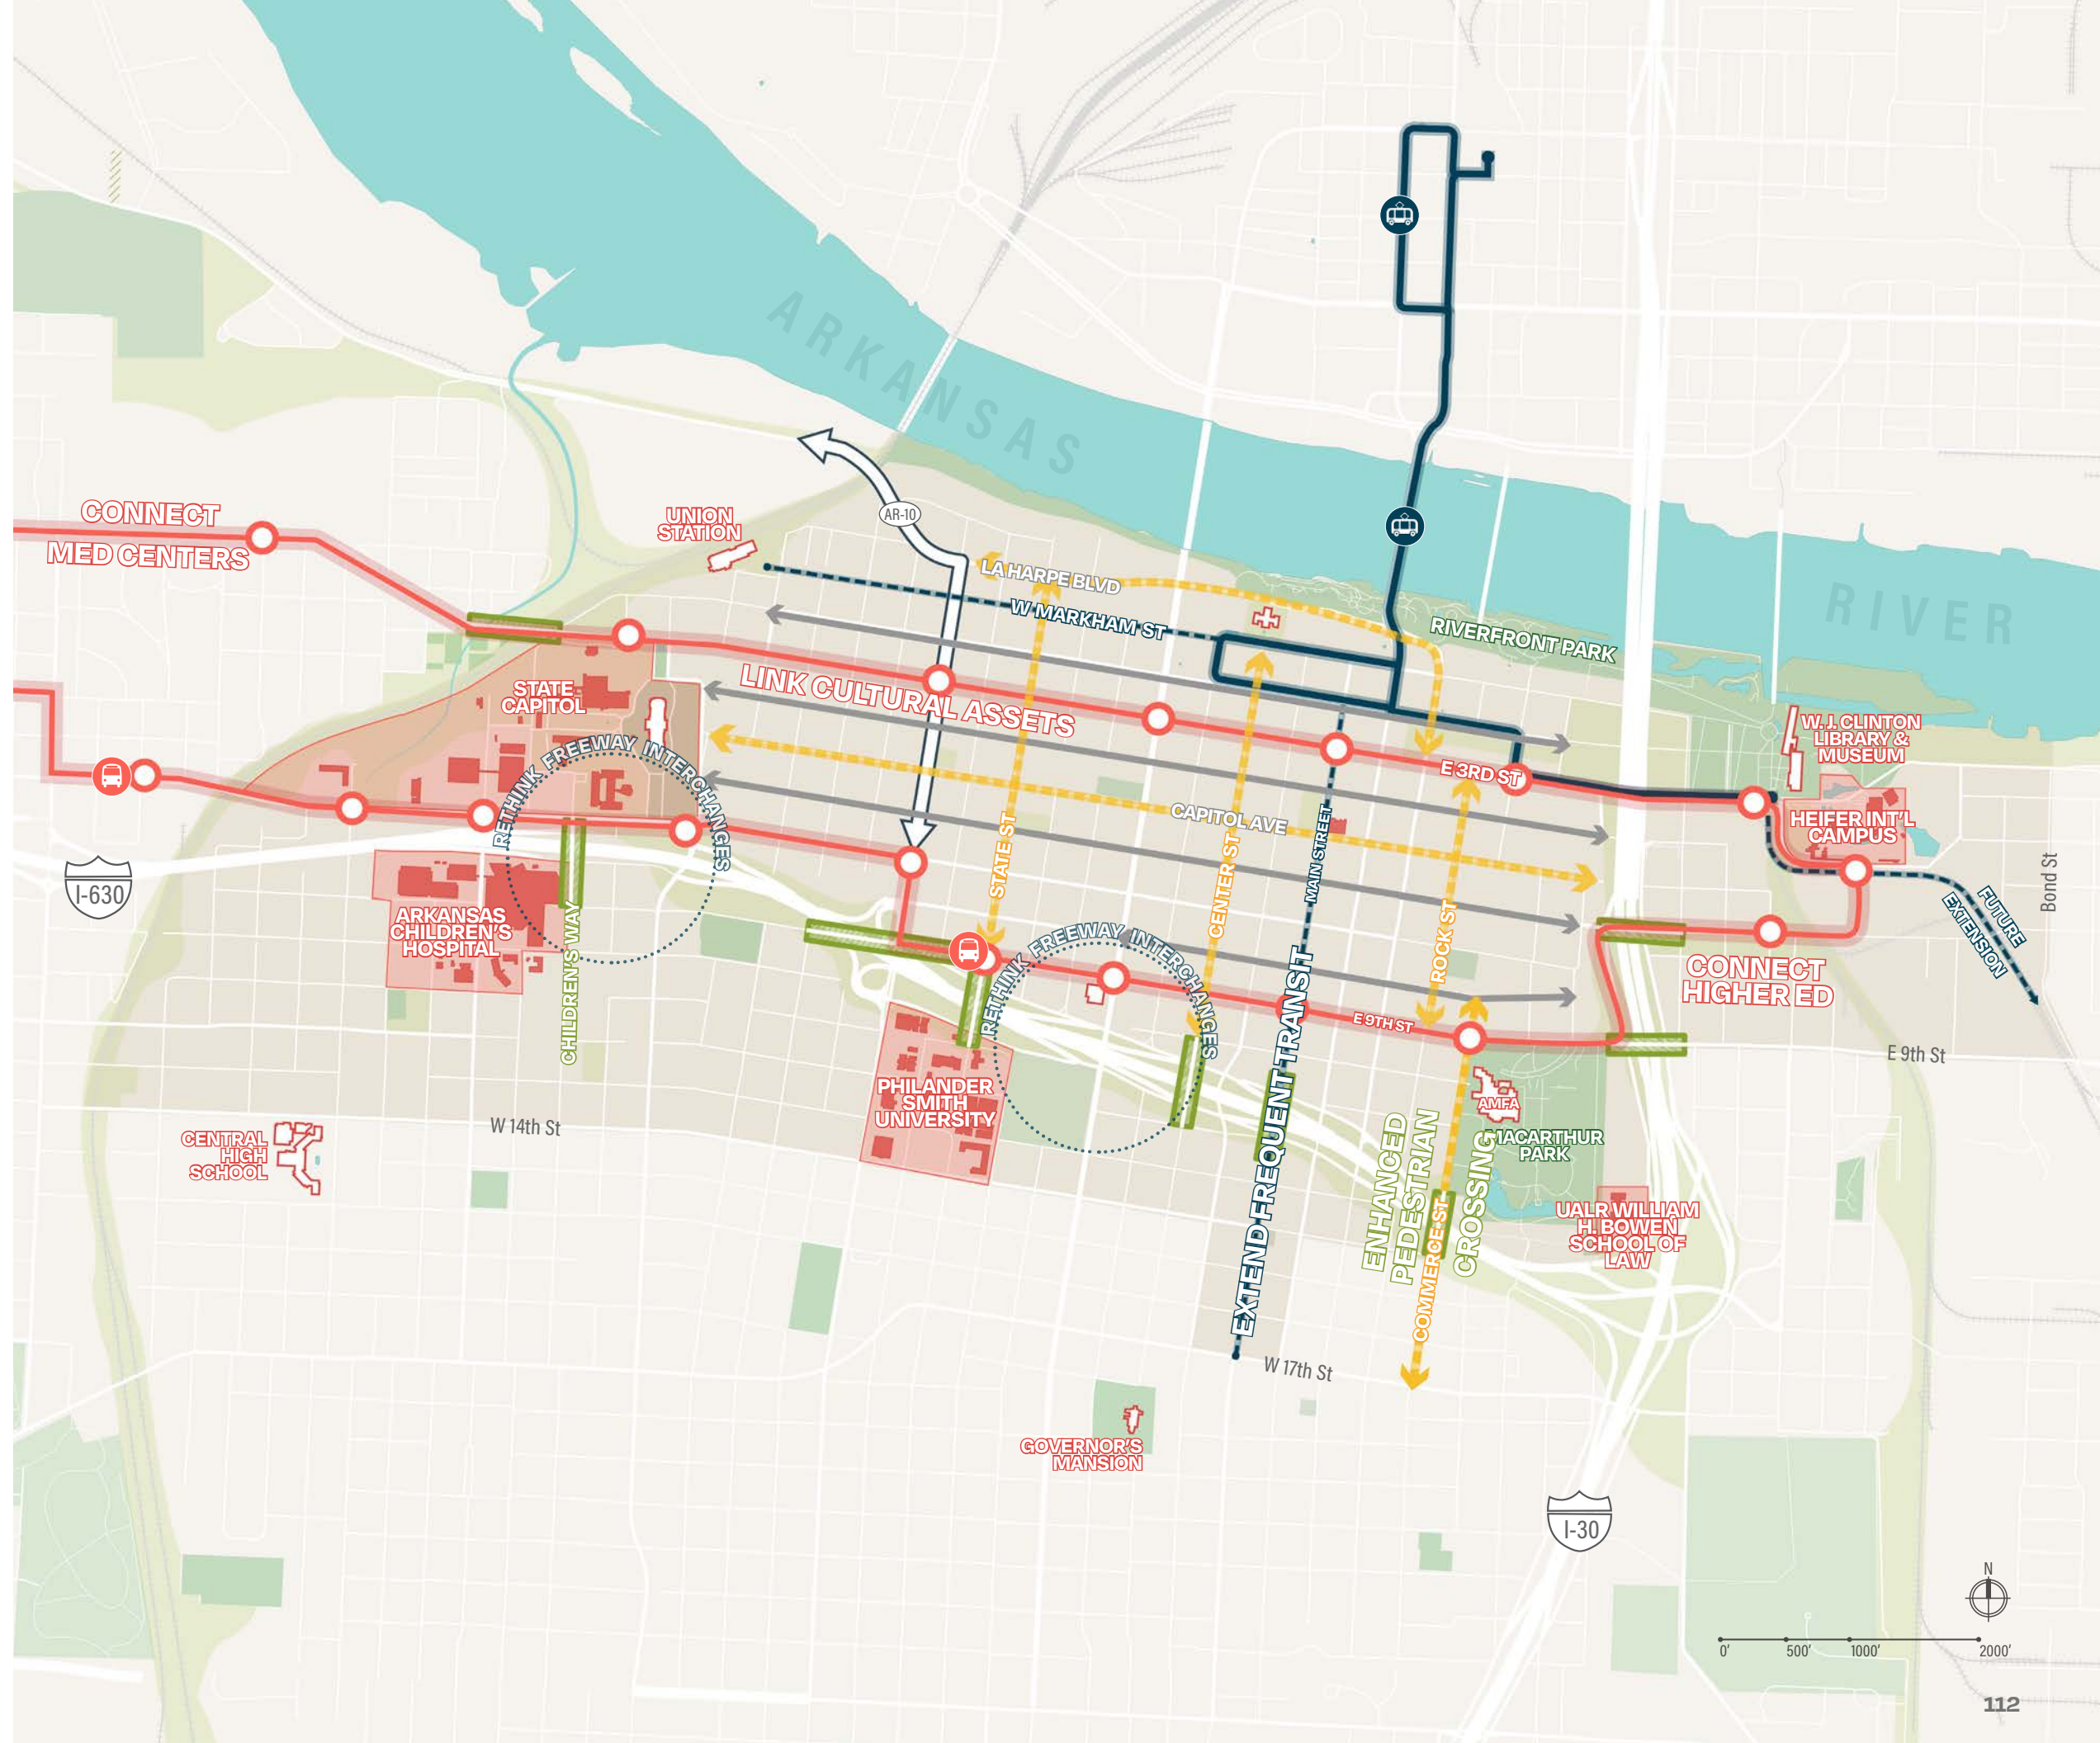 ARKANSAS
RIVER
CONNECT
MED CENTERS
UNION
STATION
AR-10
LA HARPE BLVD
W MARKHAM ST
RIVERFRONT PARK
STATE
CAPITOL
LINK CULTURAL ASSETS
W. J. CLINTON
LIBRARY &
MUSEUM
RETHINK FREEWAY INTERCHANGES
E 3RD ST
CAPITOL AVE
HEIFER INT'L
CAMPUS
I-630
STATE ST
CENTER ST
MAIN STREET
ROCK ST
Bond St
FUTURE
EXTENSION
ARKANSAS
CHILDREN'S
HOSPITAL
CHILDREN'S WAY
RETHINK FREEWAY INTERCHANGES
CONNECT
HIGHER ED
E 9TH ST
E 9th St
PHILANDER
SMITH
UNIVERSITY
EXTEND FREQUENT TRANSIT
AMFA
MACARTHUR
PARK
W 14th St
CENTRAL
HIGH
SCHOOL
ENHANCED
PEDESTRIAN
CROSSING
COMMERCE ST
UALR WILLIAM
H. BOWEN
SCHOOL OF
LAW
W 17th St
GOVERNOR'S
MANSION
I-30
N
0' 500' 1000' 2000'
112